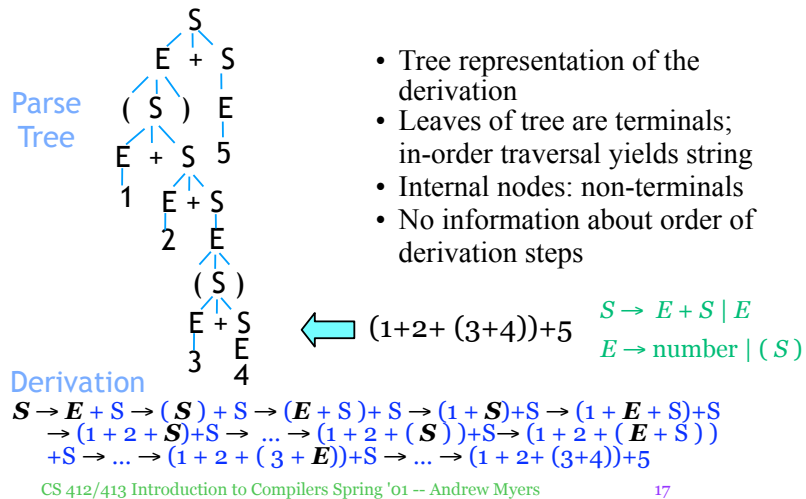 S
E + S
Parse Tree
( S ) E
E + S 5
1 E + S
2 E
( S )
E + S
3 E
4
• Tree representation of the derivation
• Leaves of tree are terminals; in-order traversal yields string
• Internal nodes: non-terminals
• No information about order of derivation steps
(1+2+ (3+4))+5
S → E + S | E
E → number | ( S )
Derivation
S → E + S → ( S ) + S → (E + S )+ S → (1 + S)+S → (1 + E + S)+S
→ (1 + 2 + S)+S → ... → (1 + 2 + ( S ) )+S→ (1 + 2 + ( E + S ) )
+S → ... → (1 + 2 + ( 3 + E))+S → ... → (1 + 2+ (3+4))+5
CS 412/413 Introduction to Compilers Spring '01 -- Andrew Myers 17